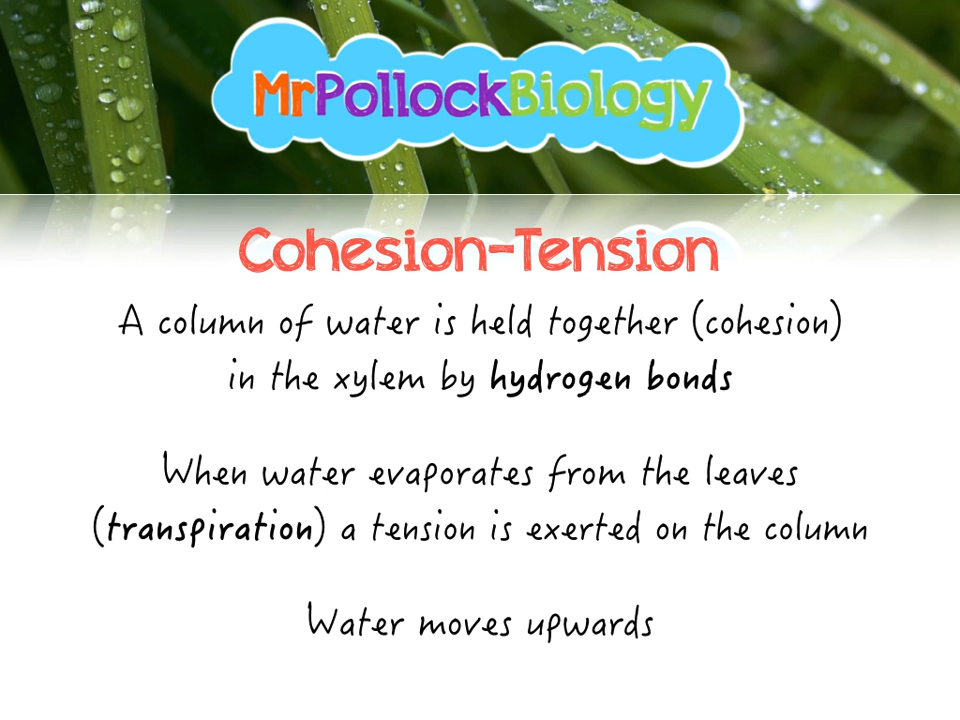 MrPollockBiology
Cohesion-Tension
A column of water is held together (cohesion)
in the xylem by hydrogen bonds
When water evaporates from the leaves
(transpiration) a tension is exerted on the column
Water moves upwards